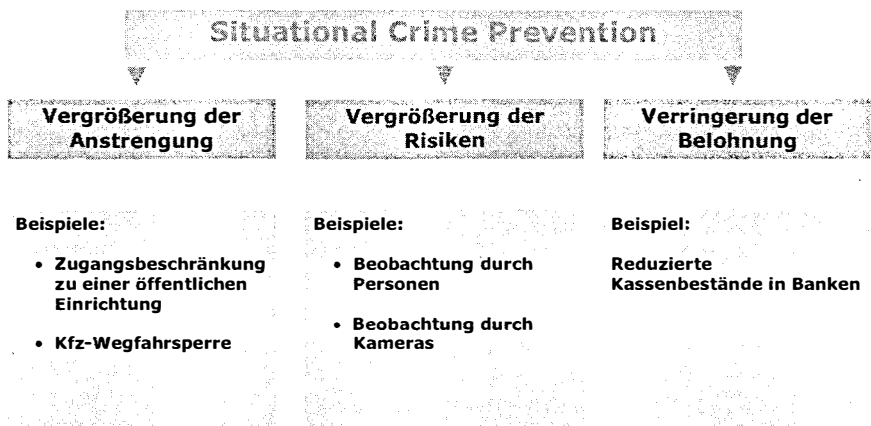 Situational Crime Prevention
Vergrößerung der
Anstrengung
Beispiele:
• Zugangsbeschränkung
zu einer öffentlichen
Einrichtung
• Kfz-Wegfahrsperre
Vergrößerung der
Risiken
Beispiele:
• Beobachtung durch
Personen
• Beobachtung durch
Kameras
Verringerung der
Belohnung
Beispiel:
Reduzierte
Kassenbestände in Banken